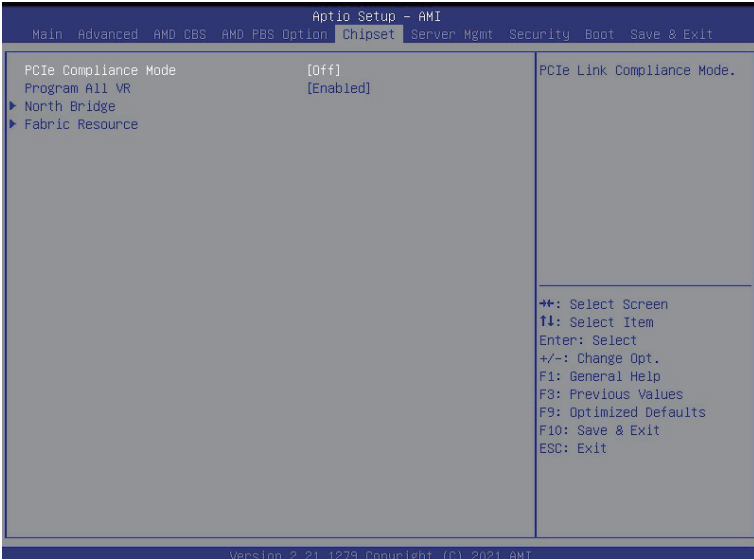 Aptio Setup – AMI
Main Advanced AMD CBS AMD PBS Option Chipset Server Mgmt Security Boot Save & Exit
PCIe Compliance Mode [Off]
Program All VR [Enabled]
North Bridge
Fabric Resource
PCIe Link Compliance Mode.
→←: Select Screen
↑↓: Select Item
Enter: Select
+/-: Change Opt.
F1: General Help
F3: Previous Values
F9: Optimized Defaults
F10: Save & Exit
ESC: Exit
Version 2.21.1279 Copyright (C) 2021 AMI